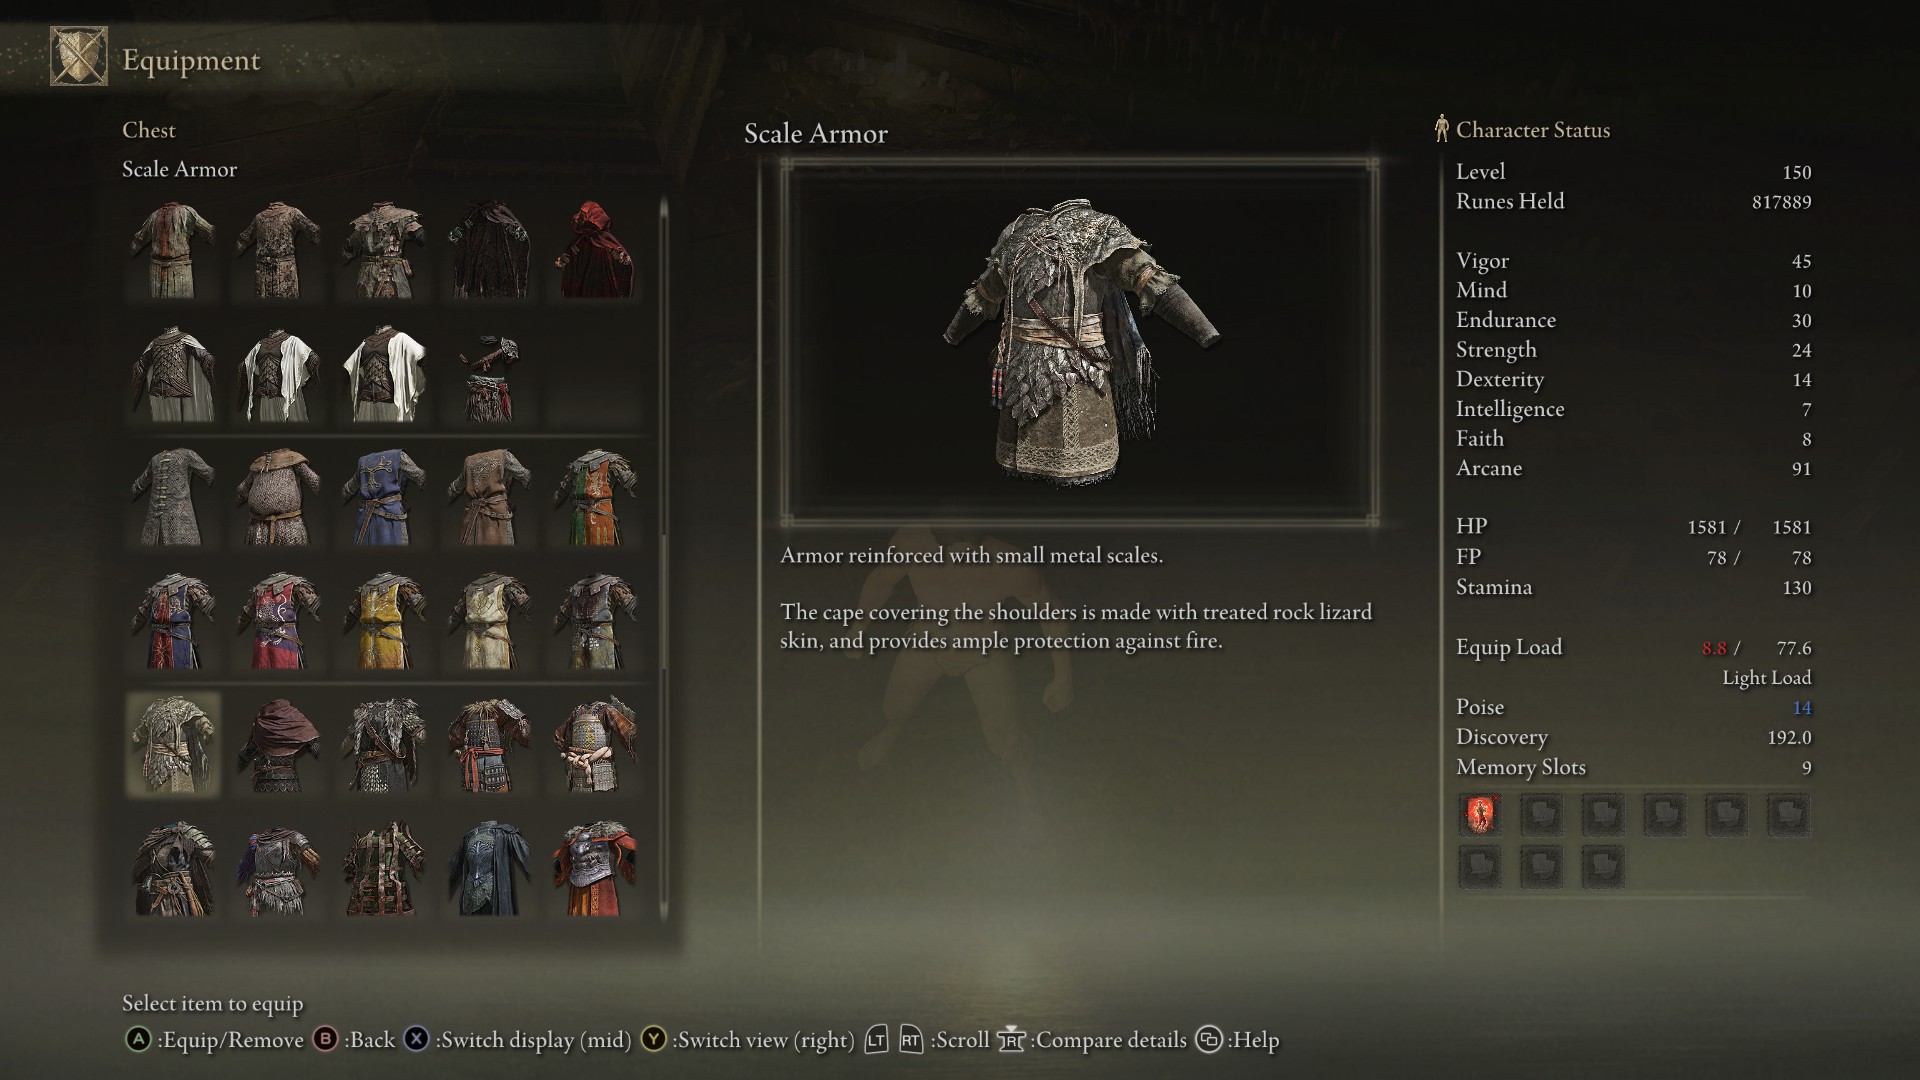 Equipment
Chest
Scale Armor
Scale Armor
Armor reinforced with small metal scales.
The cape covering the shoulders is made with treated rock lizard
skin, and provides ample protection against fire.
Character Status
Level 150
Runes Held 817889
Vigor 45
Mind 10
Endurance 30
Strength 24
Dexterity 14
Intelligence 7
Faith 8
Arcane 91
HP 1581 / 1581
FP 78 / 78
Stamina 130
Equip Load 8.8 / 77.6
Light Load
Poise 14
Discovery 192.0
Memory Slots 9
Select item to equip
A :Equip/Remove B :Back X :Switch display (mid) Y :Switch view (right) LT RT :Scroll R :Compare details :Help